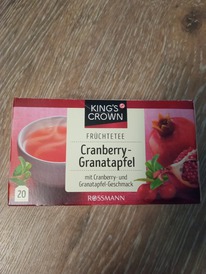 KING'S
CROWN
FRÜCHTETEE
Cranberry-
Granatapfel
mit Cranberry- und
Granatapfel-Geschmack
20
ROSSMANN